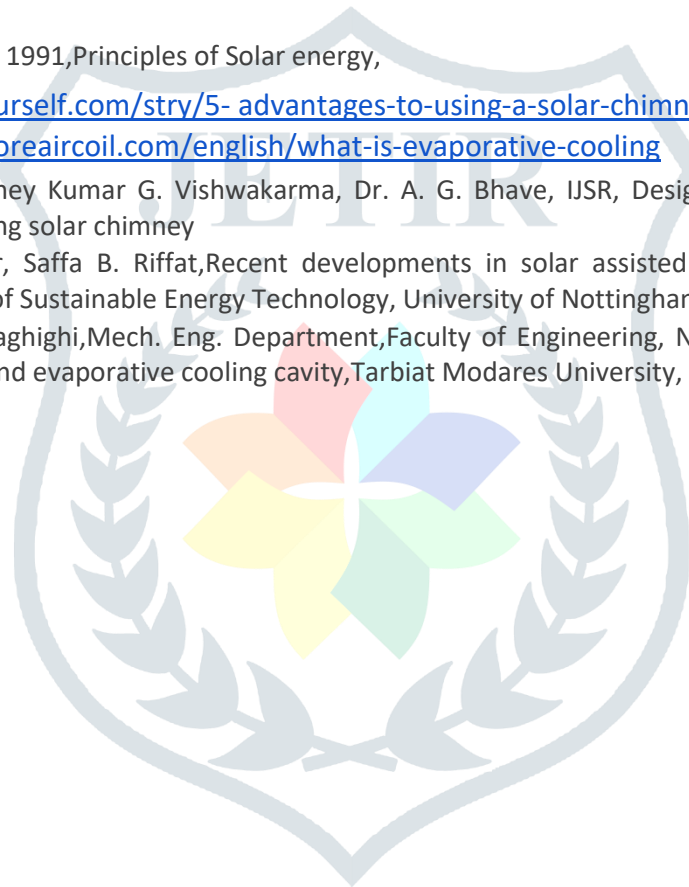 1991,Principles of Solar energy,
urself.com/stry/5- advantages-to-using-a-solar-chimn
oreaircoil.com/english/what-is-evaporative-cooling
JETIR
ney Kumar G. Vishwakarma, Dr. A. G. Bhave, IJSR, Desig
ng solar chimney
r, Saffa B. Riffat,Recent developments in solar assisted
of Sustainable Energy Technology, University of Nottingha
aghighi,Mech. Eng. Department,Faculty of Engineering, N
nd evaporative cooling cavity,Tarbiat Modares University,